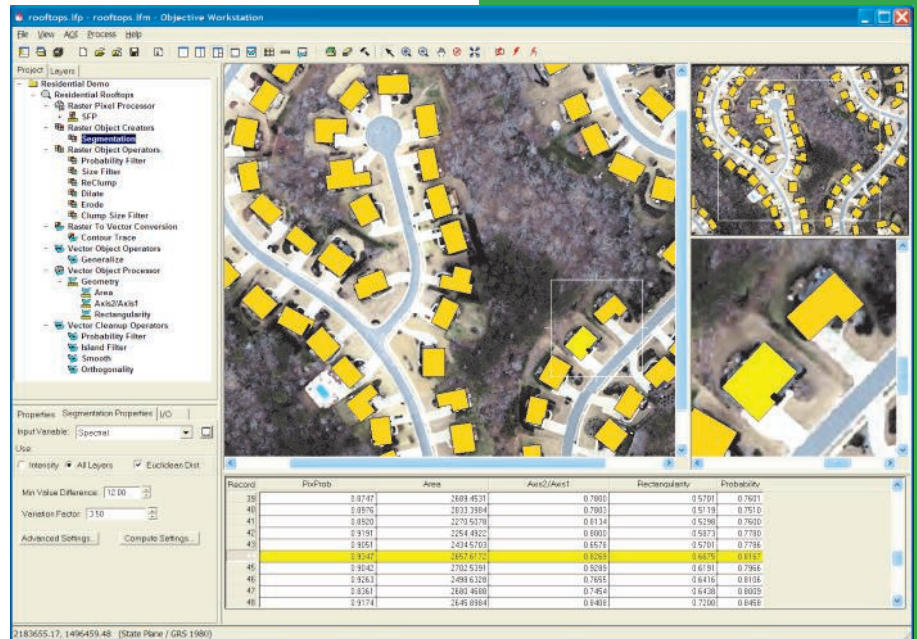 rooftops.lfp - rooftops.lfm - Objective Workstation
File View AOI Process Help
Project Layers
Residential Demo
Residential Rooftops
Raster Pixel Processor
SFP
Raster Object Creators
Segmentation
Raster Object Operators
Probability Filter
Size Filter
ReClump
Dilate
Erode
Clump Size Filter
Raster To Vector Conversion
Contour Trace
Vector Object Operators
Generalize
Vector Object Processor
Geometry
Area
Axis2/Axis1
Rectangularity
Vector Cleanup Operators
Probability Filter
Island Filter
Smooth
Orthogonality
Properties Segmentation Properties I/O
Input Variable: Spectral
Use:
Intensity All Layers Euclidean Dist
Min Value Difference: 12.00
Variation Factor: 3.50
Advanced Settings... Compute Settings...
Record PixProb Area Axis2/Axis1 Rectangularity Probability
39 0.8747 2689.4531 0.7800 0.5701 0.7601
40 0.8976 2833.3984 0.7803 0.5119 0.7510
41 0.8920 2270.5078 0.8134 0.5298 0.7600
42 0.9191 2254.4922 0.8000 0.5873 0.7780
43 0.9051 2434.5703 0.6578 0.5701 0.7786
0.9347 2657.6172 0.8269 0.6675 0.8167
45 0.9042 2702.5391 0.9289 0.6191 0.7966
46 0.9263 2498.6328 0.7655 0.6416 0.8106
47 0.8361 2680.4688 0.7454 0.6438 0.8009
48 0.9174 2645.8984 0.8408 0.7200 0.8458
2183655.17, 1496459.48 (State Plane / GRS 1980)